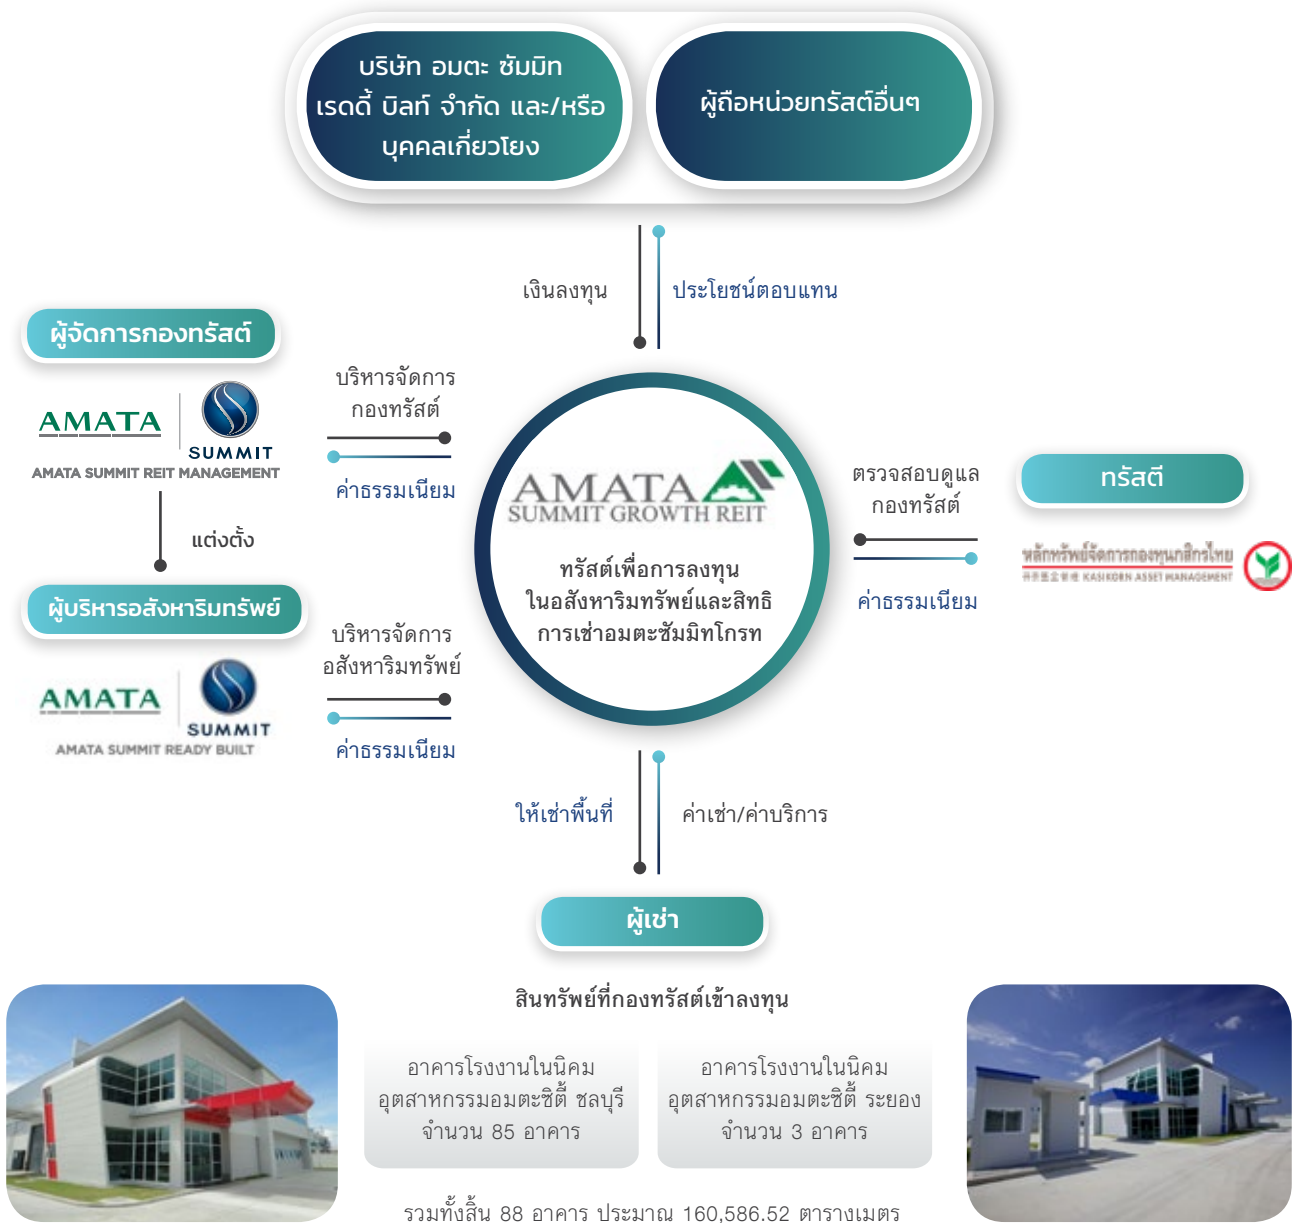 บริษัท อมตะ ซัมมิท
เรดดี้ บิลท์ จำกัด และ/หรือ
บุคคลเกี่ยวโยง
ผู้ถือหน่วยทรัสต์อื่นๆ
เงินลงทุน
ประโยชน์ตอบแทน
ผู้จัดการกองทรัสต์
AMATA
SUMMIT
AMATA SUMMIT REIT MANAGEMENT
บริหารจัดการ
กองทรัสต์
ค่าธรรมเนียม
แต่งตั้ง
ผู้บริหารอสังหาริมทรัพย์
AMATA
SUMMIT
AMATA SUMMIT READY BUILT
บริหารจัดการ
อสังหาริมทรัพย์
ค่าธรรมเนียม
AMATA
SUMMIT GROWTH REIT
ทรัสต์เพื่อการลงทุน
ในอสังหาริมทรัพย์และสิทธิ
การเช่าอมตะซัมมิทโกรท
ตรวจสอบดูแล
กองทรัสต์
ค่าธรรมเนียม
ทรัสตี
หลักทรัพย์จัดการกองทุนกสิกรไทย
KASIKORN ASSET MANAGEMENT
ให้เช่าพื้นที่
ค่าเช่า/ค่าบริการ
ผู้เช่า
สินทรัพย์ที่กองทรัสต์เข้าลงทุน
อาคารโรงงานในนิคม
อุตสาหกรรมอมตะซิตี้ ชลบุรี
จำนวน 85 อาคาร
อาคารโรงงานในนิคม
อุตสาหกรรมอมตะซิตี้ ระยอง
จำนวน 3 อาคาร
รวมทั้งสิ้น 88 อาคาร ประมาณ 160,586.52 ตารางเมตร